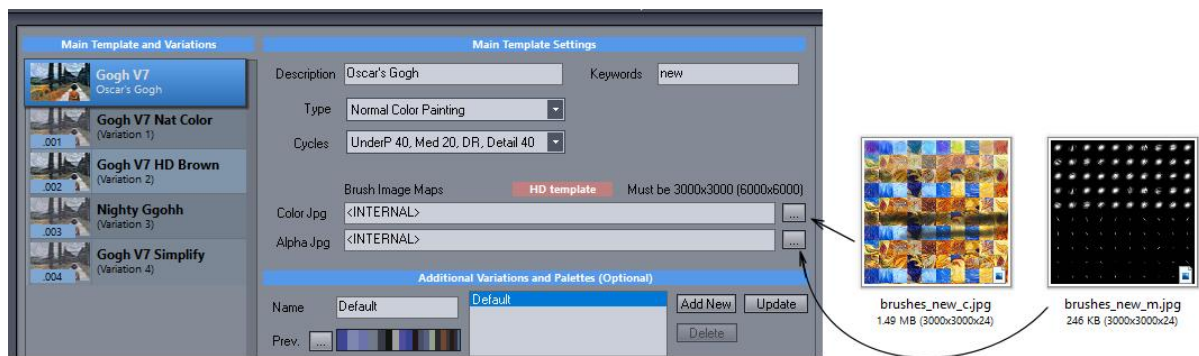 Main Template and Variations
Gogh V7
Oscar's Gogh
Gogh V7 Nat Color
(Variation 1)
.001
Gogh V7 HD Brown
(Variation 2)
.002
Nighty Ggohh
(Variation 3)
.003
Gogh V7 Simplify
(Variation 4)
.004
Main Template Settings
Description Oscar's Gogh Keywords new
Type Normal Color Painting
Cycles UnderP 40, Med 20, DR, Detail 40
Brush Image Maps HD template Must be 3000x3000 (6000x6000)
Color Jpg <INTERNAL> ...
Alpha Jpg <INTERNAL> ...
Additional Variations and Palettes (Optional)
Name Default Default Add New Update
Prev. ... Delete
brushes_new_c.jpg
1.49 MB (3000x3000x24)
brushes_new_m.jpg
246 KB (3000x3000x24)